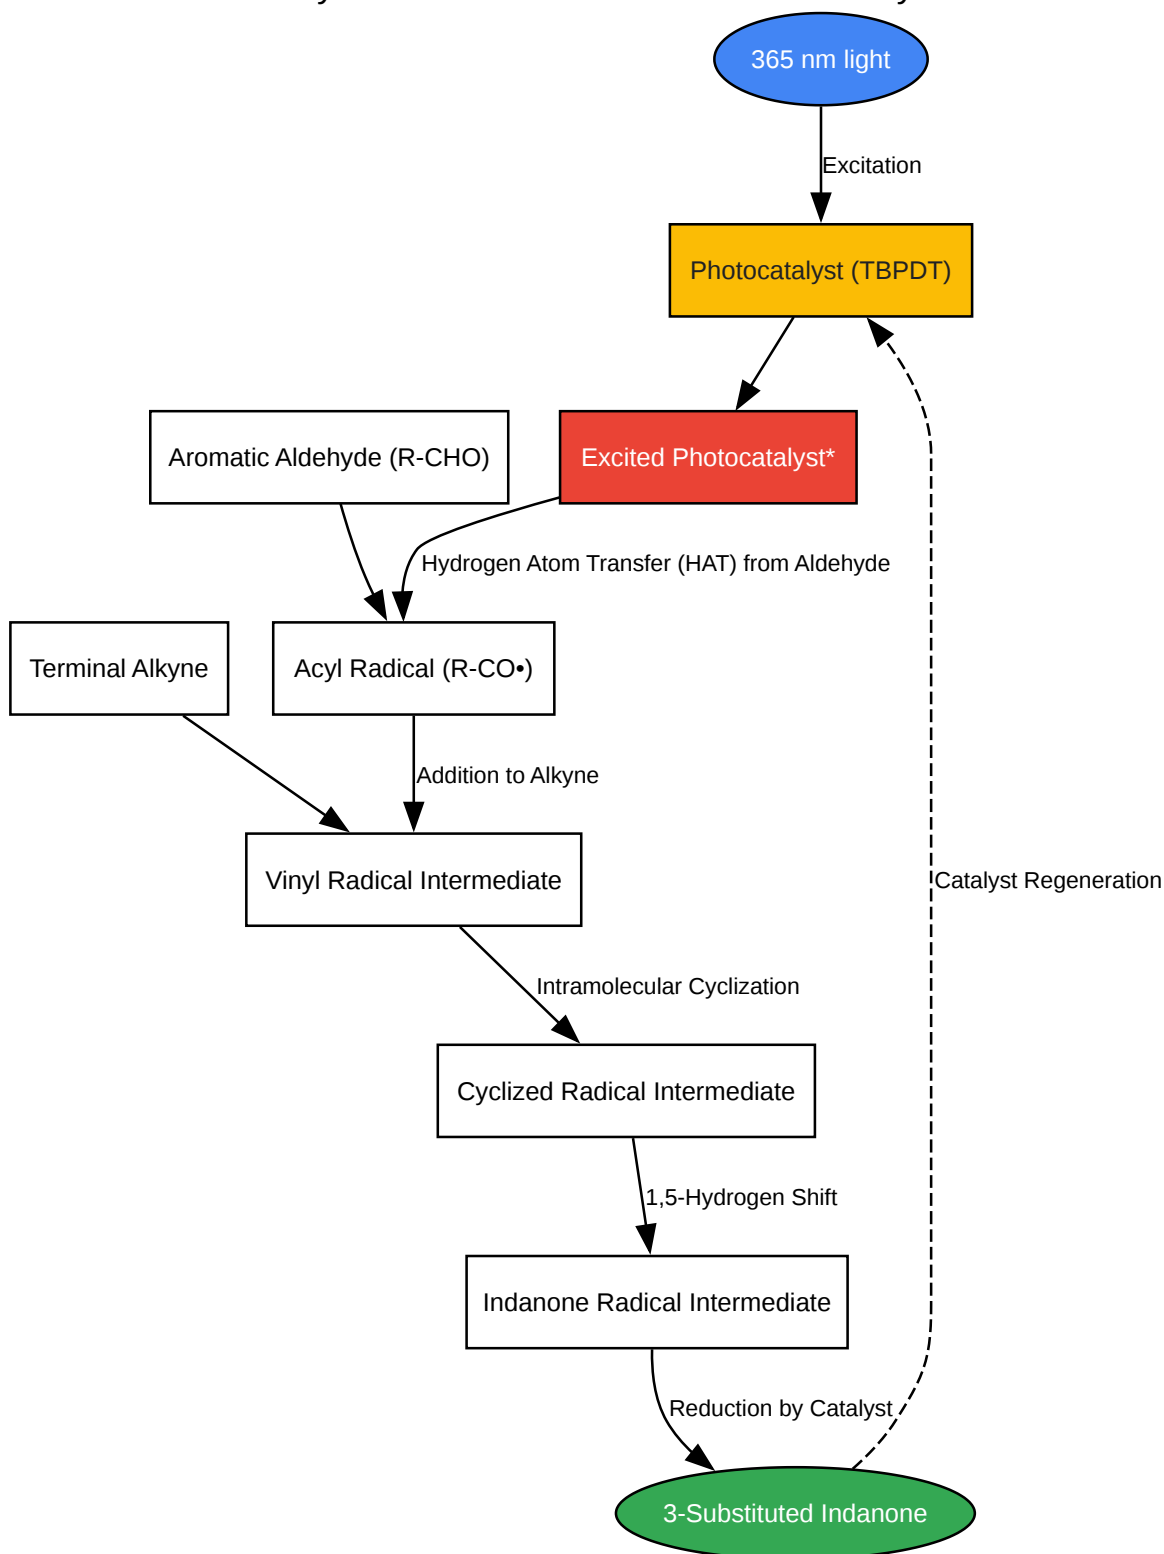 365 nm light
Excitation
Photocatalyst (TBPDT)
Aromatic Aldehyde (R-CHO)
Excited Photocatalyst*
Hydrogen Atom Transfer (HAT) from Aldehyde
Terminal Alkyne
Acyl Radical (R-CO•)
Addition to Alkyne
Vinyl Radical Intermediate
Catalyst Regeneration
Intramolecular Cyclization
Cyclized Radical Intermediate
1,5-Hydrogen Shift
Indanone Radical Intermediate
Reduction by Catalyst
3-Substituted Indanone